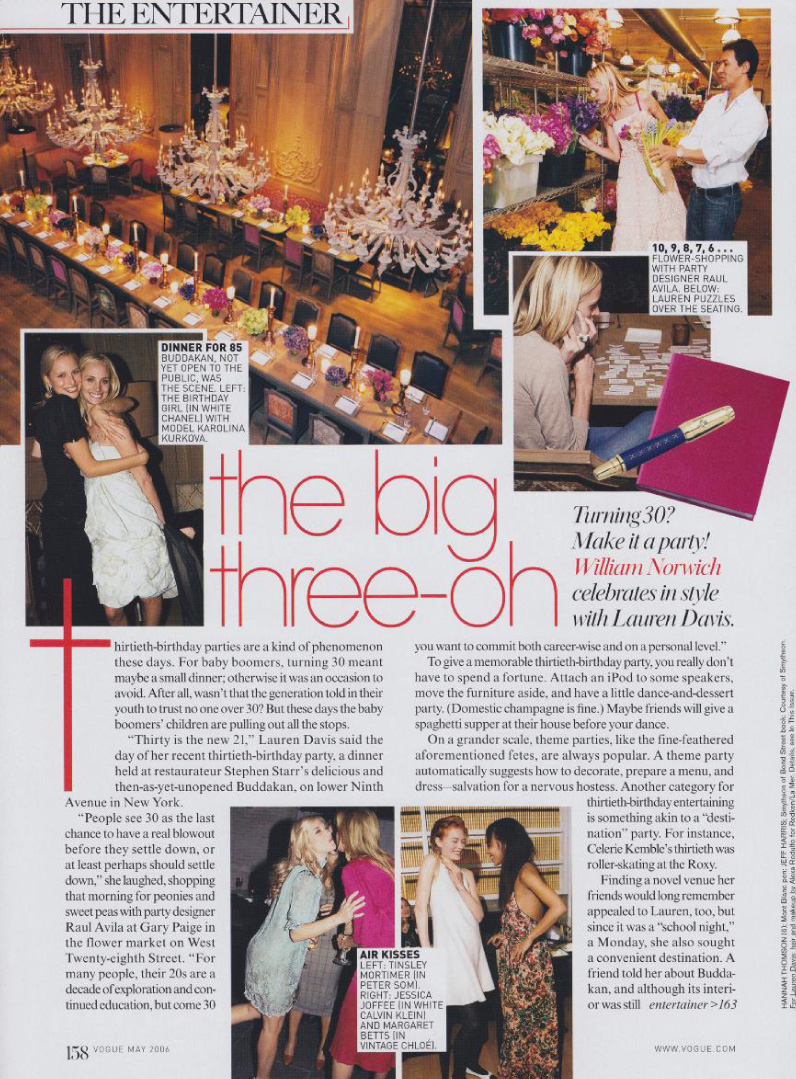 THE ENTERTAINER
10, 9, 8, 7, 6 . . .
FLOWER-SHOPPING
WITH PARTY
DESIGNER RAUL
AVILA. BELOW:
LAUREN PUZZLES
OVER THE SEATING.
DINNER FOR 85
BUDDAKAN, NOT
YET OPEN TO THE
PUBLIC, WAS
THE SCENE. LEFT:
THE BIRTHDAY
GIRL (IN WHITE
CHANEL) WITH
MODEL KAROLINA
KURKOVA.
the big
three-oh
Turning 30?
Make it a party!
William Norwich
celebrates in style
with Lauren Davis.
thirtieth-birthday parties are a kind of phenomenon
these days. For baby boomers, turning 30 meant
maybe a small dinner; otherwise it was an occasion to
avoid. After all, wasn't that the generation told in their
youth to trust no one over 30? But these days the baby
boomers' children are pulling out all the stops.
"Thirty is the new 21," Lauren Davis said the
day of her recent thirtieth-birthday party, a dinner
held at restaurateur Stephen Starr's delicious and
then-as-yet-unopened Buddakan, on lower Ninth
Avenue in New York.
"People see 30 as the last
chance to have a real blowout
before they settle down, or
at least perhaps should settle
down," she laughed, shopping
that morning for peonies and
sweet peas with party designer
Raul Avila at Gary Paige in
the flower market on West
Twenty-eighth Street. "For
many people, their 20s are a
decade of exploration and con-
tinued education, but come 30
you want to commit both career-wise and on a personal level."
To give a memorable thirtieth-birthday party, you really don't
have to spend a fortune. Attach an iPod to some speakers,
move the furniture aside, and have a little dance-and-dessert
party. (Domestic champagne is fine.) Maybe friends will give a
spaghetti supper at their house before your dance.
On a grander scale, theme parties, like the fine-feathered
aforementioned fetes, are always popular. A theme party
automatically suggests how to decorate, prepare a menu, and
dress—salvation for a nervous hostess. Another category for
thirtieth-birthday entertaining
is something akin to a "desti-
nation" party. For instance,
Celerie Kemble's thirtieth was
roller-skating at the Roxy.
Finding a novel venue her
friends would long remember
appealed to Lauren, too, but
since it was a "school night,"
a Monday, she also sought
a convenient destination. A
friend told her about Budda-
kan, and although its interi-
or was still entertainer >163
AIR KISSES
LEFT: TINSLEY
MORTIMER (IN
PETER SOM).
RIGHT: JESSICA
JOFFEE (IN WHITE
CALVIN KLEIN)
AND MARGARET
BETTS (IN
VINTAGE CHLOÉ).
HANNAH THOMSON (6); Mont Blanc pen: JEFF HARRIS; Smythson of Bond Street book: Courtesy of Smythson.
For Lauren Davis: hair and makeup by Alexa Rodulfo for Redken/La Mer. Details, see In This Issue.
158 VOGUE MAY 2006
WWW.VOGUE.COM